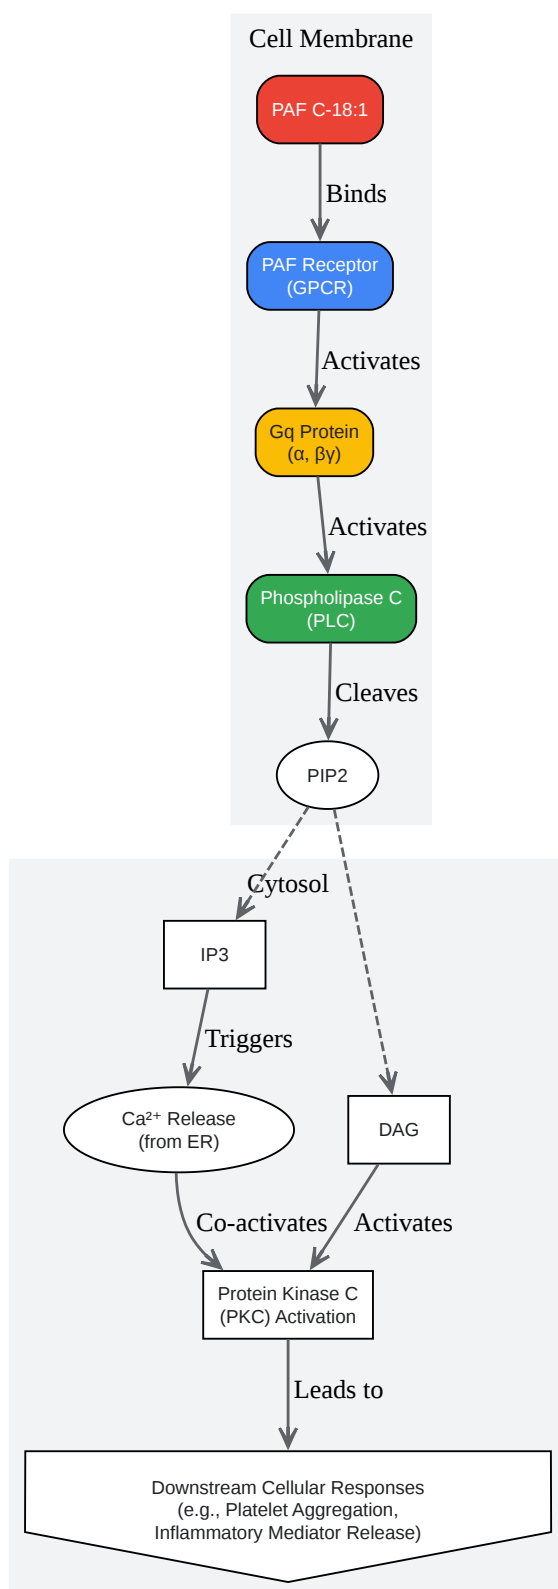 Cell Membrane
PAF C-18:1
Binds
PAF Receptor
(GPCR)
Activates
Gq Protein
(α, βγ)
Activates
Phospholipase C
(PLC)
Cleaves
PIP2
Cytosol
IP3
Triggers
Ca²⁺ Release
(from ER)
DAG
Co-activates
Activates
Protein Kinase C
(PKC) Activation
Leads to
Downstream Cellular Responses
(e.g., Platelet Aggregation,
Inflammatory Mediator Release)